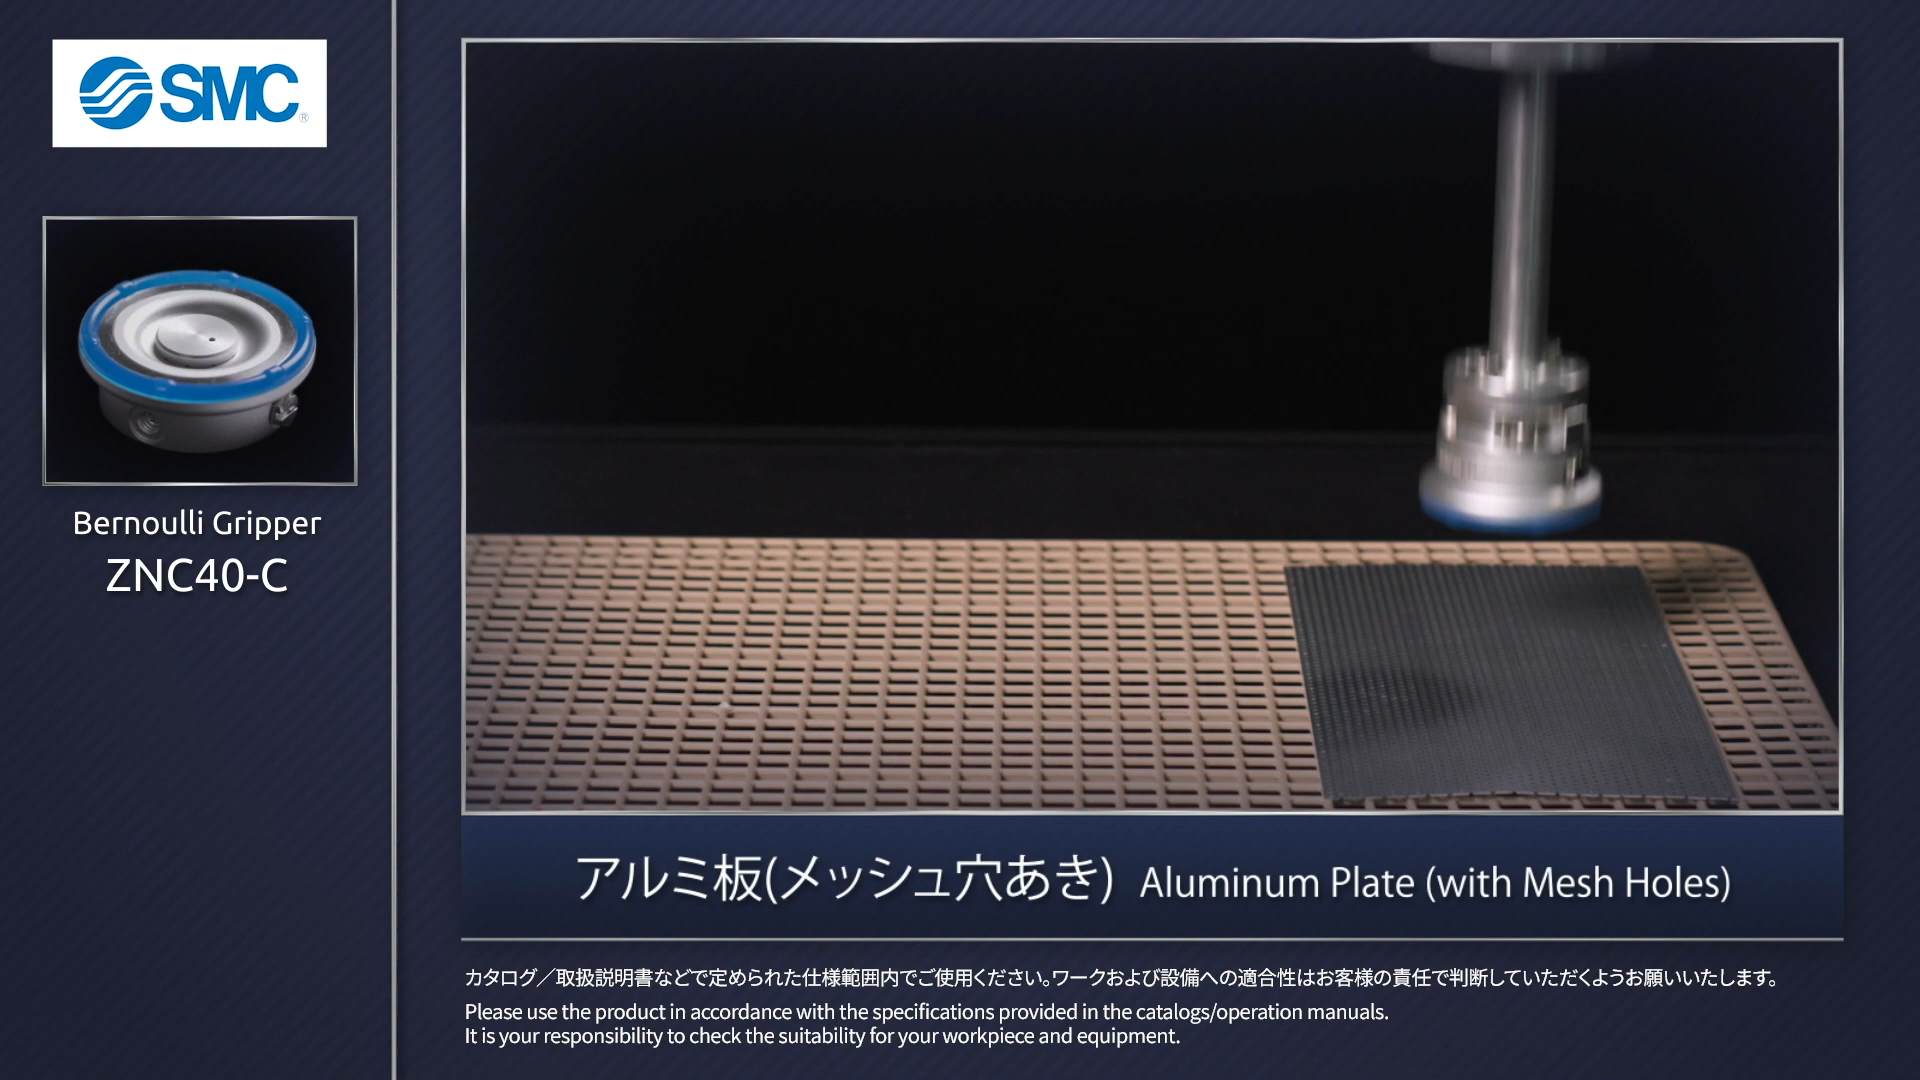 SMC®
Bernoulli Gripper
ZNC40-C
アルミ板(メッシュ穴あき) Aluminum Plate (with Mesh Holes)
カタログ／取扱説明書などで定められた仕様範囲内でご使用ください。ワークおよび設備への適合性はお客様の責任で判断していただくようお願いいたします。
Please use the product in accordance with the specifications provided in the catalogs/operation manuals.
It is your responsibility to check the suitability for your workpiece and equipment.